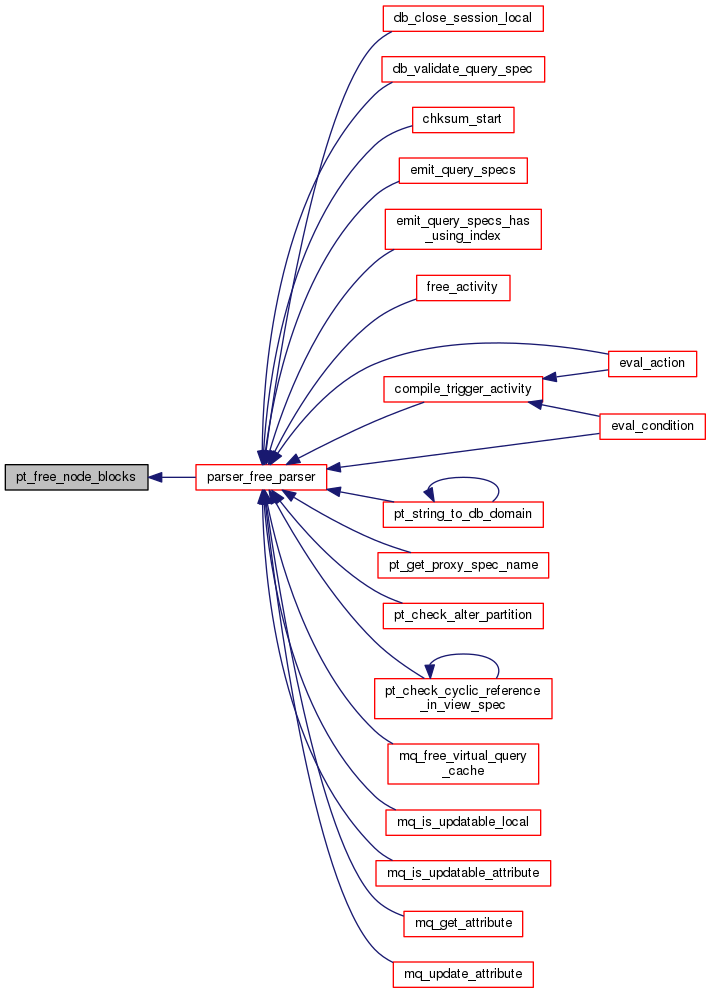 db_close_session_local
db_validate_query_spec
chksum_start
emit_query_specs
emit_query_specs_has
_using_index
free_activity
eval_action
compile_trigger_activity
eval_condition
pt_free_node_blocks
parser_free_parser
pt_string_to_db_domain
pt_get_proxy_spec_name
pt_check_alter_partition
pt_check_cyclic_reference
_in_view_spec
mq_free_virtual_query
_cache
mq_is_updatable_local
mq_is_updatable_attribute
mq_get_attribute
mq_update_attribute